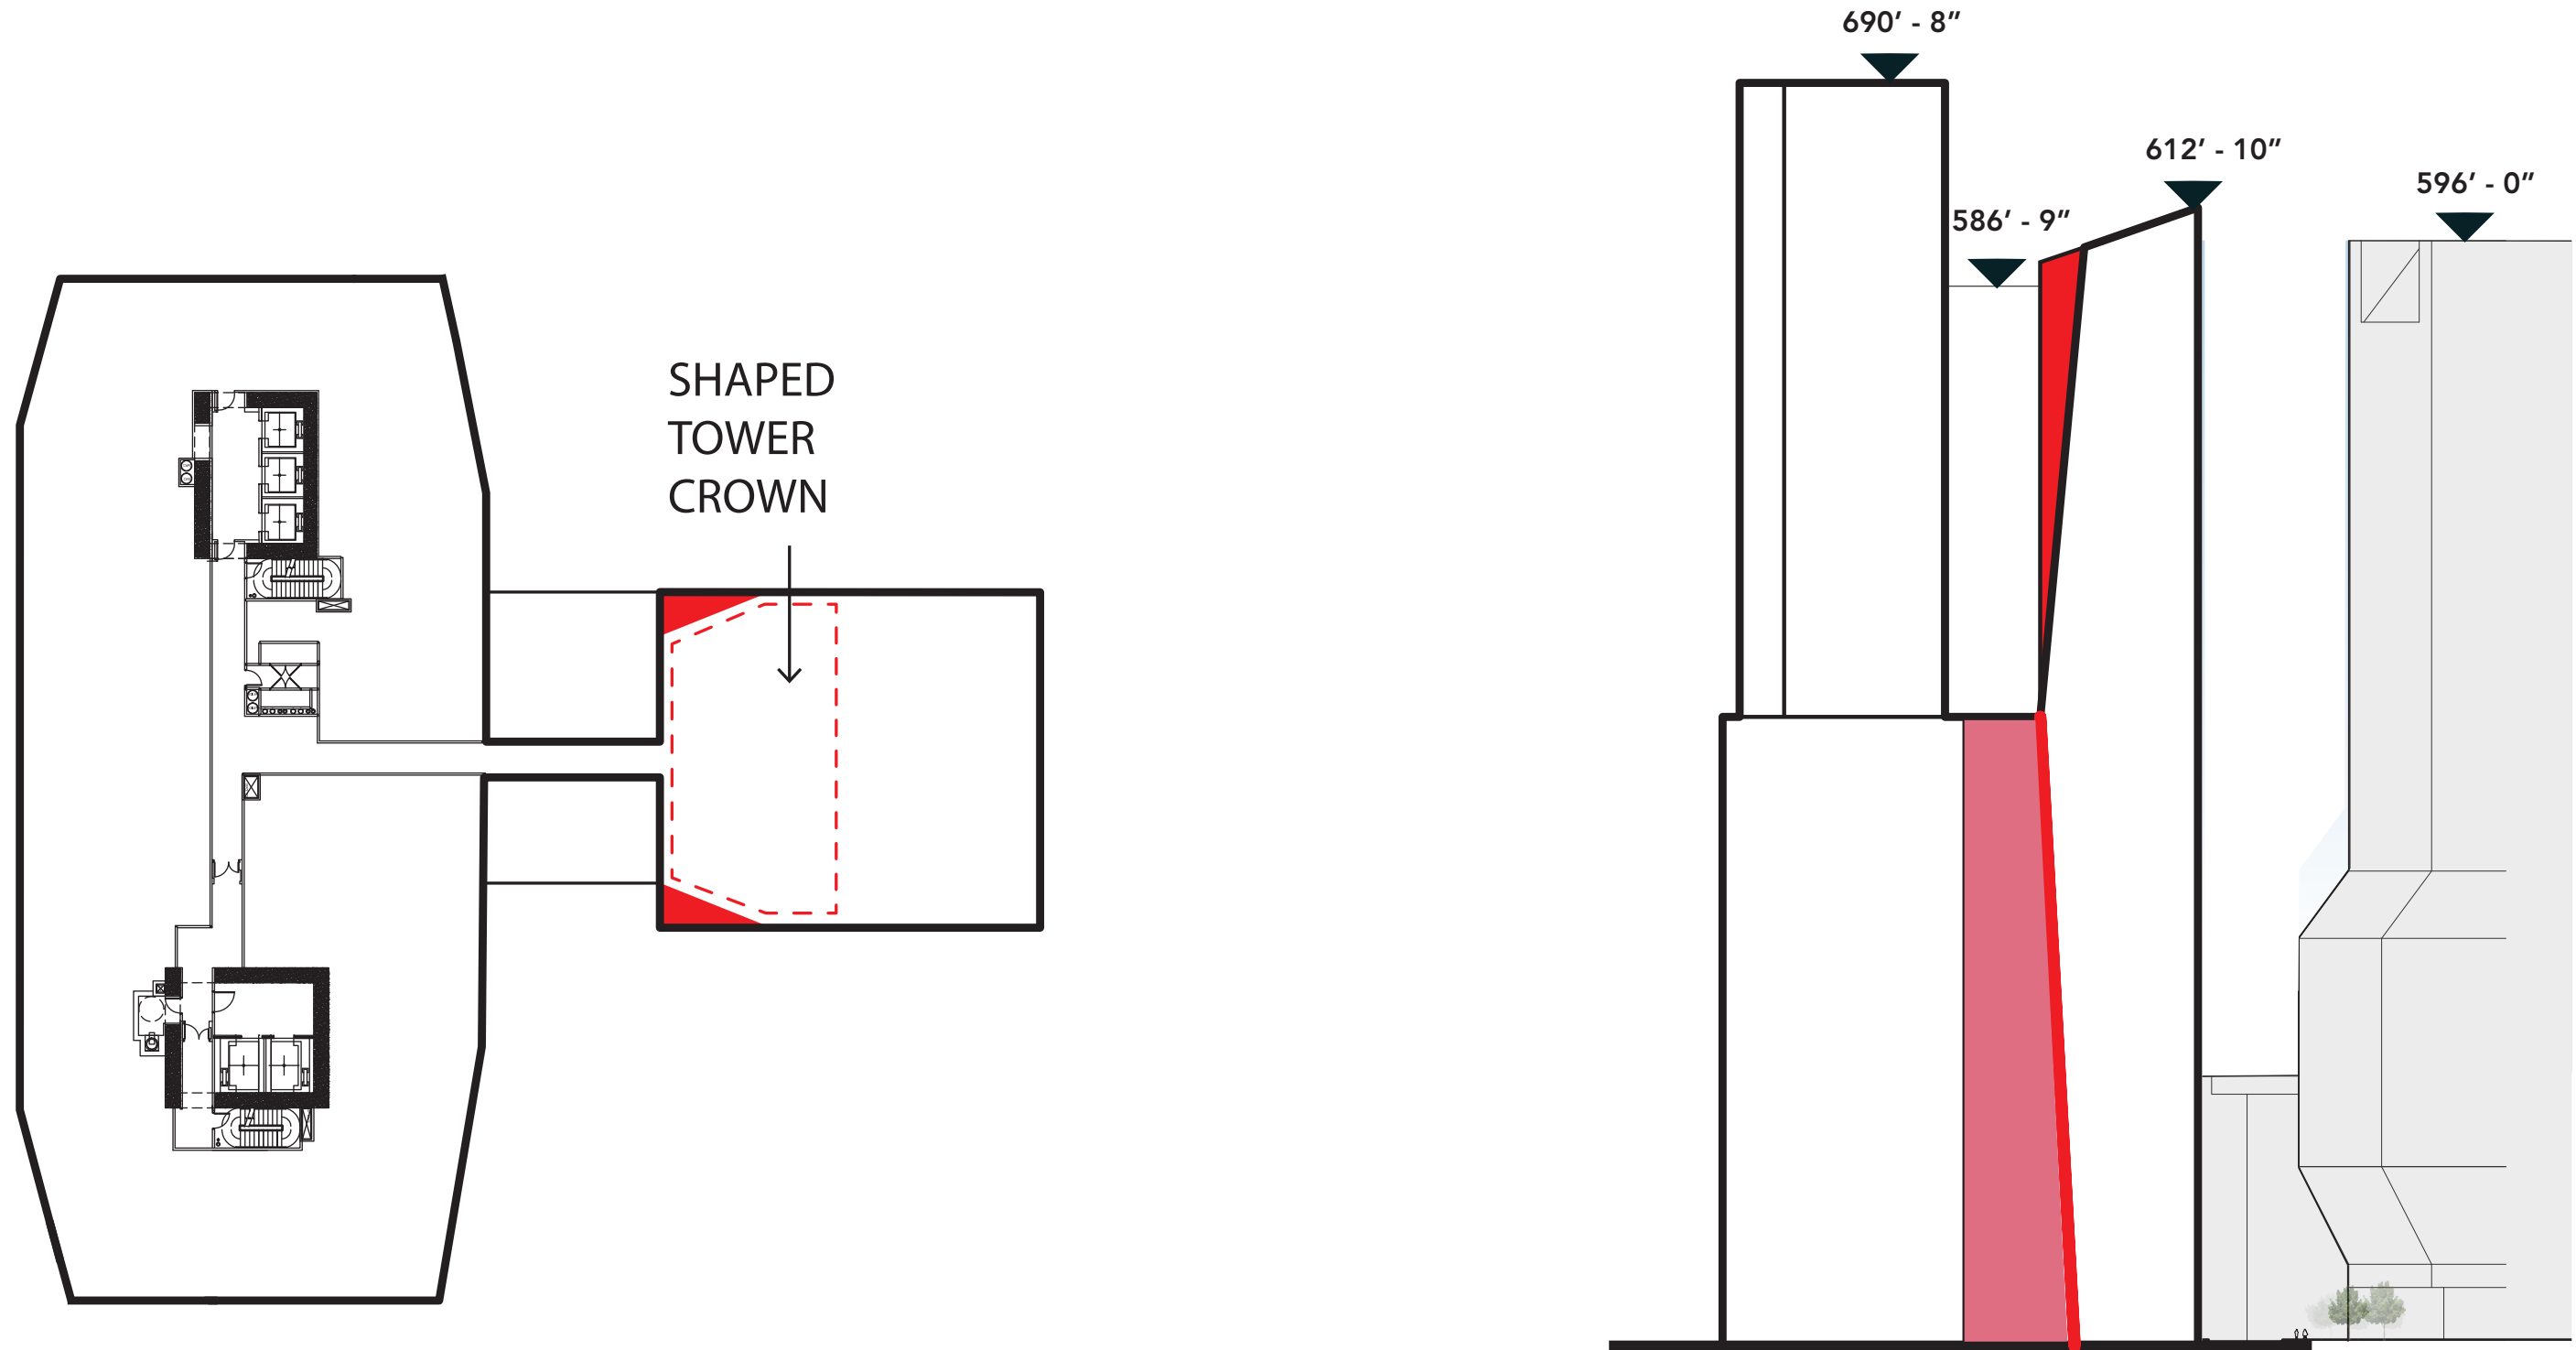 690’ - 8”
612’ - 10”
596’ - 0”
586’ - 9”
SHAPED
TOWER
CROWN